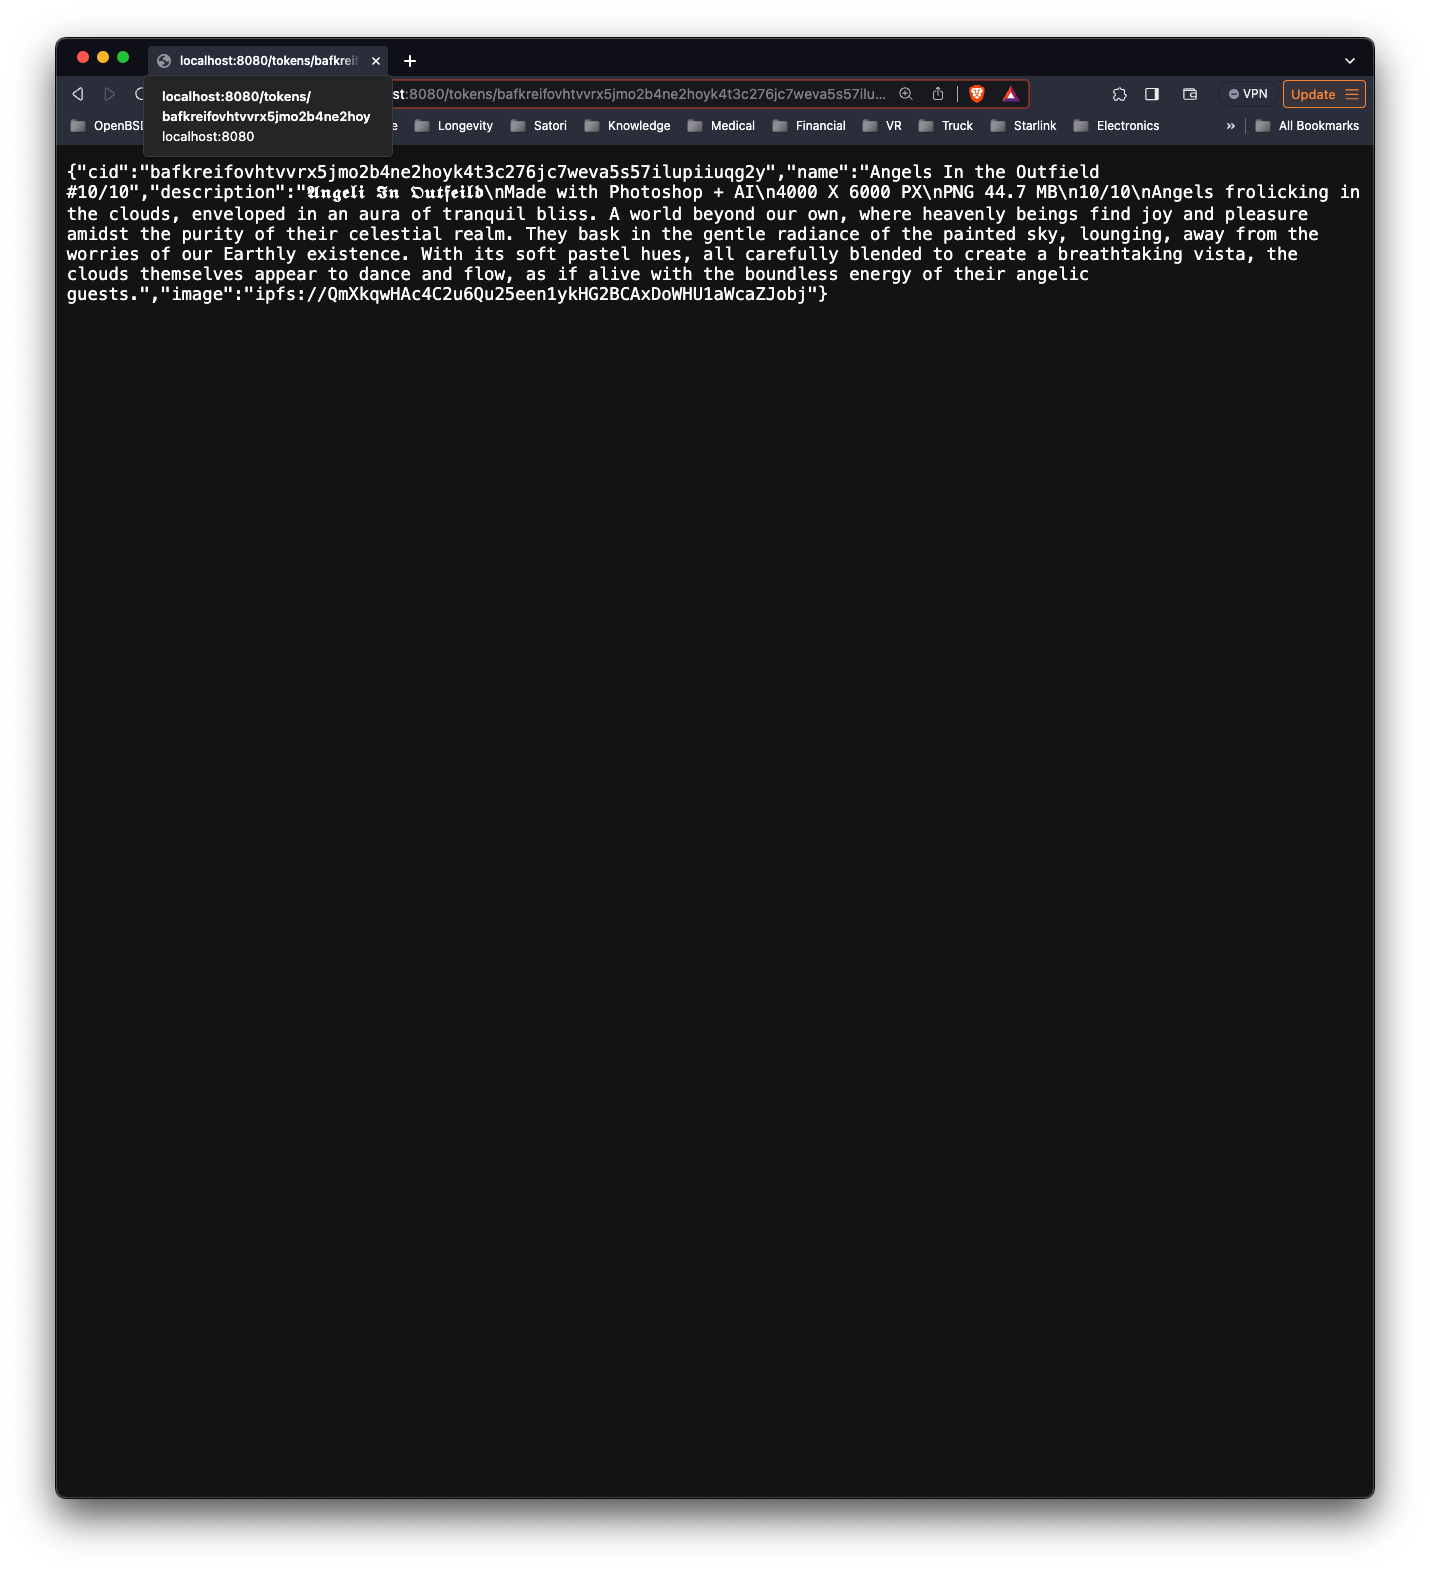 localhost:8080/tokens/bafkreif
st:8080/tokens/bafkreifovhtvvrx5jmo2b4ne2hoyk4t3c276jc7weva5s57ilu...
VPN
Update
localhost:8080/tokens/
bafkreifovhtvvrx5jmo2b4ne2hoy
localhost:8080
OpenBSD e Longevity Satori Knowledge Medical Financial VR Truck Starlink Electronics » All Bookmarks
{"cid":"bafkreifovhtvvrx5jmo2b4ne2hoyk4t3c276jc7weva5s57ilupiiuqg2y","name":"Angels In the Outfield
#10/10","description":"𝕬𝖓𝖌𝖊𝖑𝖎 𝕴𝖓 𝕺𝖚𝖙𝖋𝖊𝖎𝖑𝖉\nMade with Photoshop + AI\n4000 X 6000 PX\nPNG 44.7 MB\n10/10\nAngels frolicking in
the clouds, enveloped in an aura of tranquil bliss. A world beyond our own, where heavenly beings find joy and pleasure
amidst the purity of their celestial realm. They bask in the gentle radiance of the painted sky, lounging, away from the
worries of our Earthly existence. With its soft pastel hues, all carefully blended to create a breathtaking vista, the
clouds themselves appear to dance and flow, as if alive with the boundless energy of their angelic
guests.","image":"ipfs://QmXkqwHAc4C2u6Qu25een1ykHG2BCAxDoWHU1aWcaZJobj"}